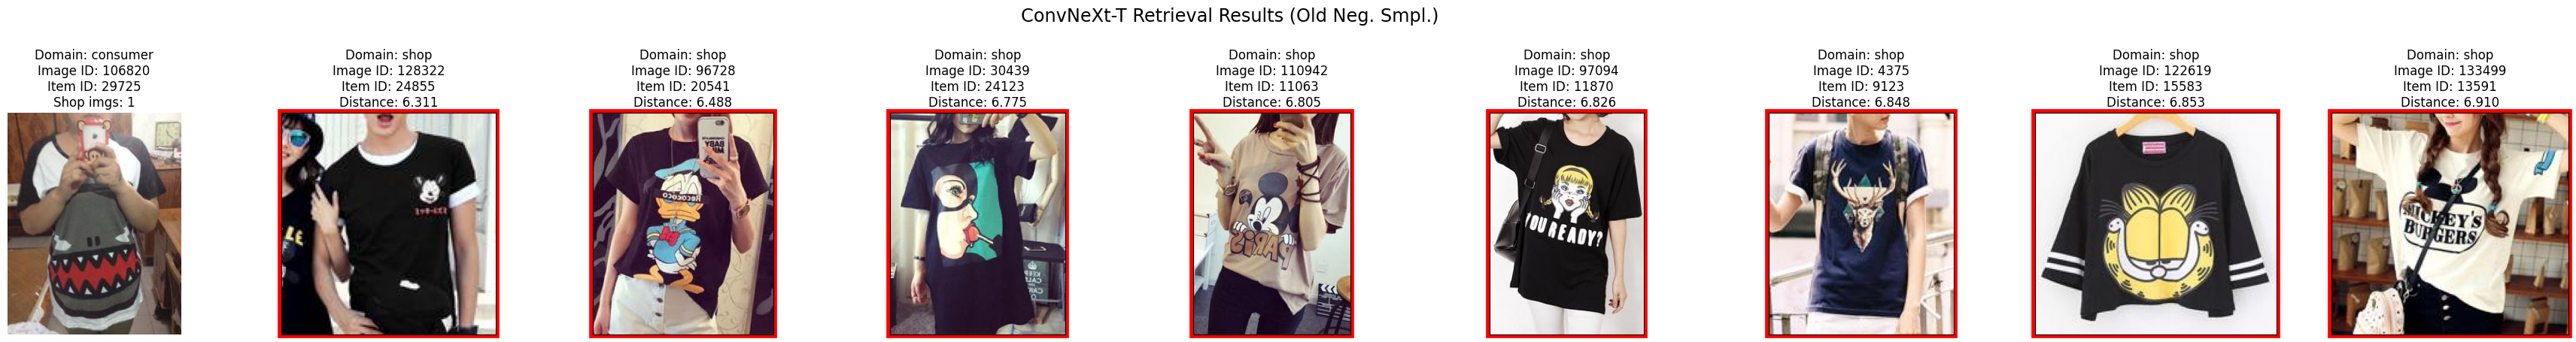 ConvNeXt-T Retrieval Results (Old Neg. Smpl.)
Domain: consumer
Image ID: 106820
Item ID: 29725
Shop imgs: 1
Domain: shop
Image ID: 128322
Item ID: 24855
Distance: 6.311
Domain: shop
Image ID: 96728
Item ID: 20541
Distance: 6.488
Domain: shop
Image ID: 30439
Item ID: 24123
Distance: 6.775
Domain: shop
Image ID: 110942
Item ID: 11063
Distance: 6.805
Domain: shop
Image ID: 97094
Item ID: 11870
Distance: 6.826
Domain: shop
Image ID: 4375
Item ID: 9123
Distance: 6.848
Domain: shop
Image ID: 122619
Item ID: 15583
Distance: 6.853
Domain: shop
Image ID: 133499
Item ID: 13591
Distance: 6.910
Rocococo
PARIS
YOU READY?
MICKEY'S
BURGERS